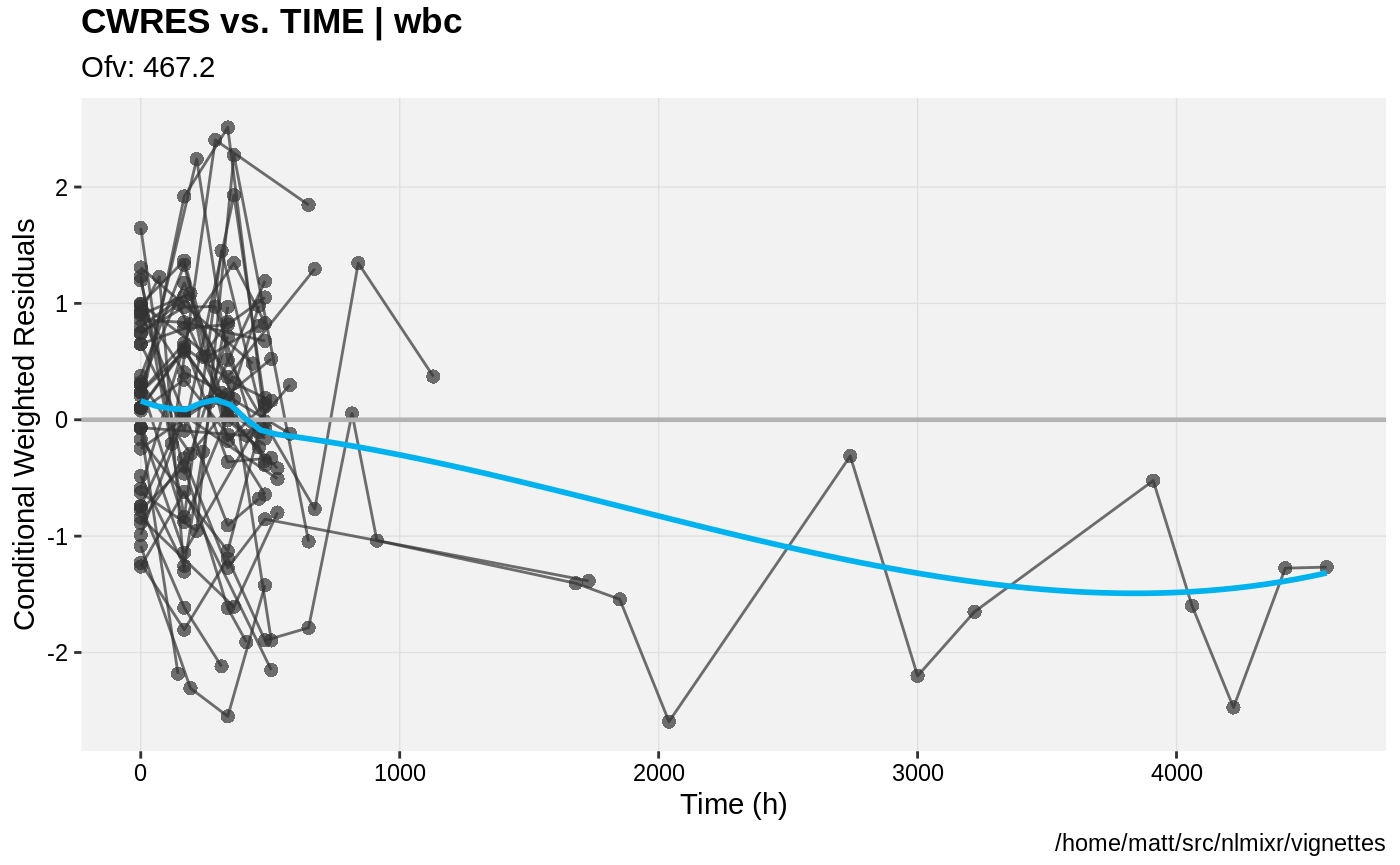 CWRES vs. TIME | wbc
Ofv: 467.2
Conditional Weighted Residuals
2
1
0
-1
-2
0 1000 2000 3000 4000
Time (h)
/home/matt/src/nlmixr/vignettes